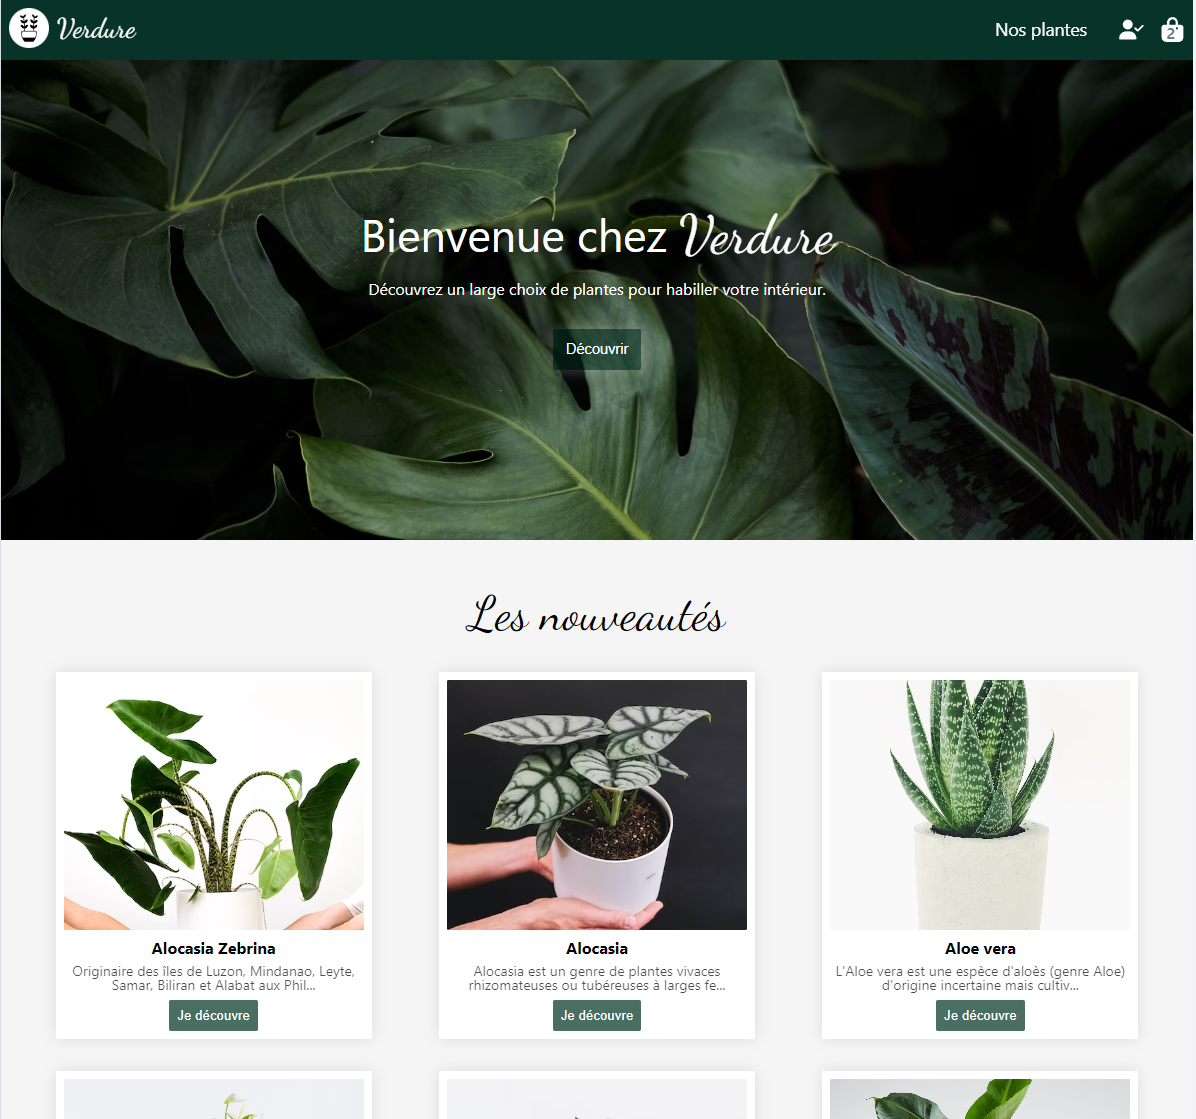 Verdure
Nos plantes
2
Bienvenue chez Verdure
Découvrez un large choix de plantes pour habiller votre intérieur.
Découvrir
Les nouveautés
Alocasia Zebrina
Originaire des îles de Luzon, Mindanao, Leyte,
Samar, Biliran et Alabat aux Phil...
Je découvre
Alocasia
Alocasia est un genre de plantes vivaces
rhizomateuses ou tubéreuses à larges fe...
Je découvre
Aloe vera
L'Aloe vera est une espèce d'aloès (genre Aloe)
d'origine incertaine mais cultiv...
Je découvre